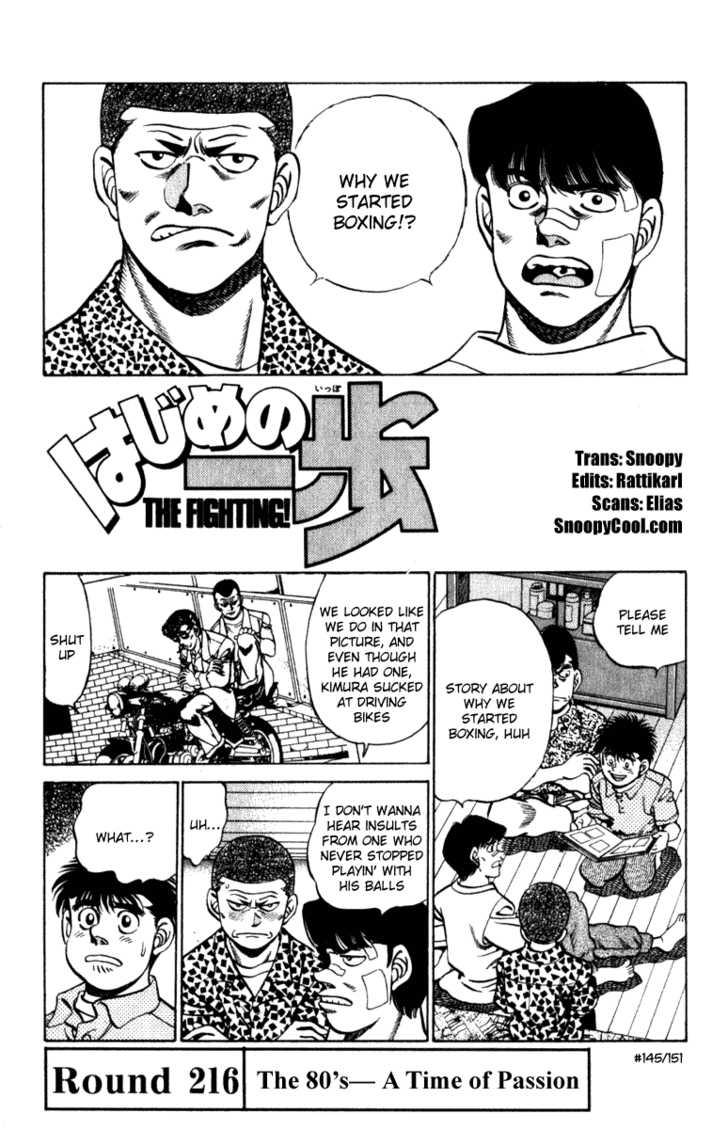 WHY WE
STARTED
BOXING!?
いっぽ
はじめの一歩
THE FIGHTING!
Trans: Snoopy
Edits: Rattikarl
Scans: Elias
SnoopyCool.com
PLEASE
TELL ME
STORY ABOUT
WHY WE
STARTED
BOXING, HUH
WE LOOKED LIKE
WE DO IN THAT
PICTURE, AND
EVEN THOUGH
HE HAD ONE,
KIMURA SUCKED
AT DRIVING
BIKES
SHUT
UP
I DON'T WANNA
HEAR INSULTS
FROM ONE WHO
NEVER STOPPED
PLAYIN' WITH
HIS BALLS
UH...
WHAT...?
#145/151
Round 216
The 80's— A Time of Passion